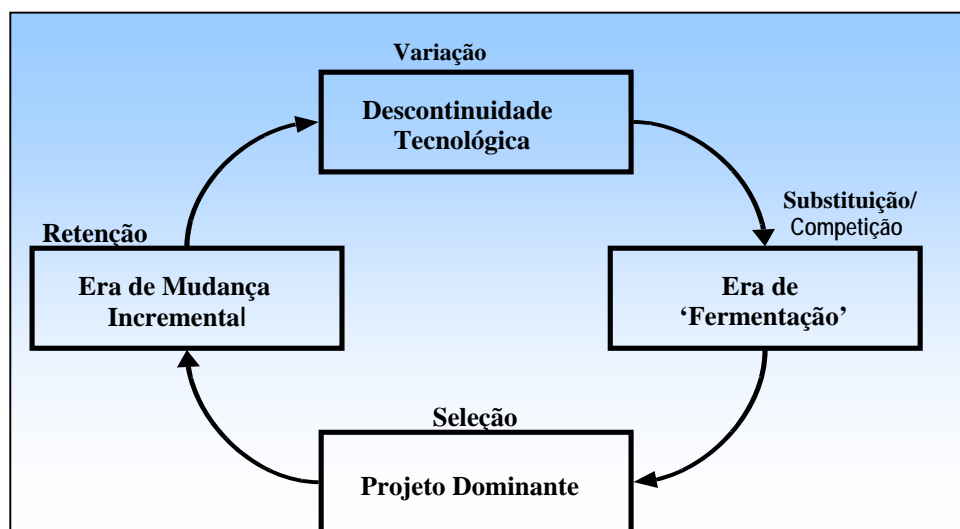 Variação
Descontinuidade
Tecnológica
Substituição/
Competição
Era de
‘Fermentação’
Seleção
Projeto Dominante
Retenção
Era de Mudança
Incremental